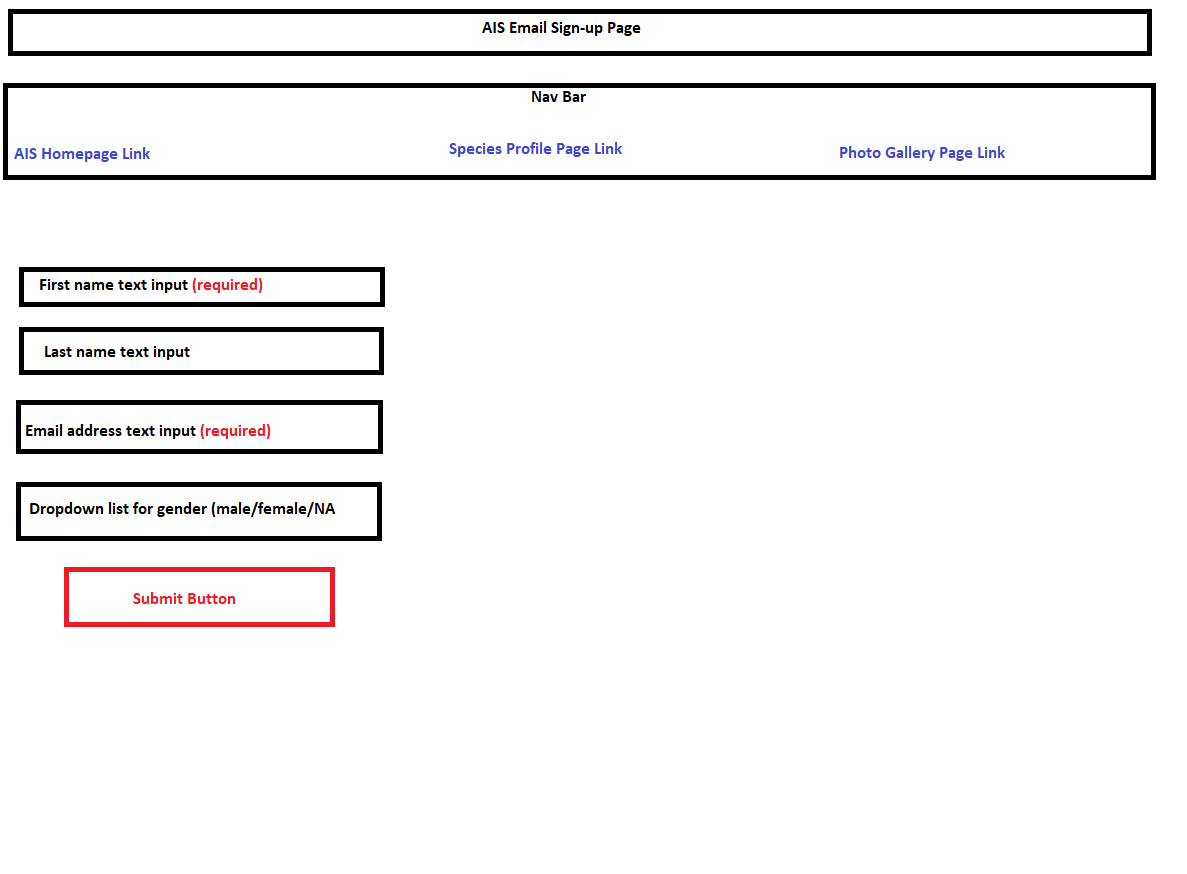 AIS Email Sign-up Page
Nav Bar
AIS Homepage Link
Species Profile Page Link
Photo Gallery Page Link
First name text input (required)
Last name text input
Email address text input (required)
Dropdown list for gender (male/female/NA
Submit Button